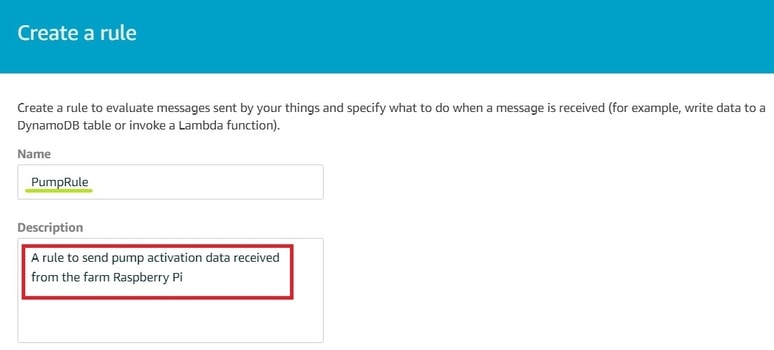 Create a rule
Create a rule to evaluate messages sent by your things and specify what to do when a message is received (for example, write data to a
DynamoDB table or invoke a Lambda function).
Name
PumpRule
Description
A rule to send pump activation data received
from the farm Raspberry Pi